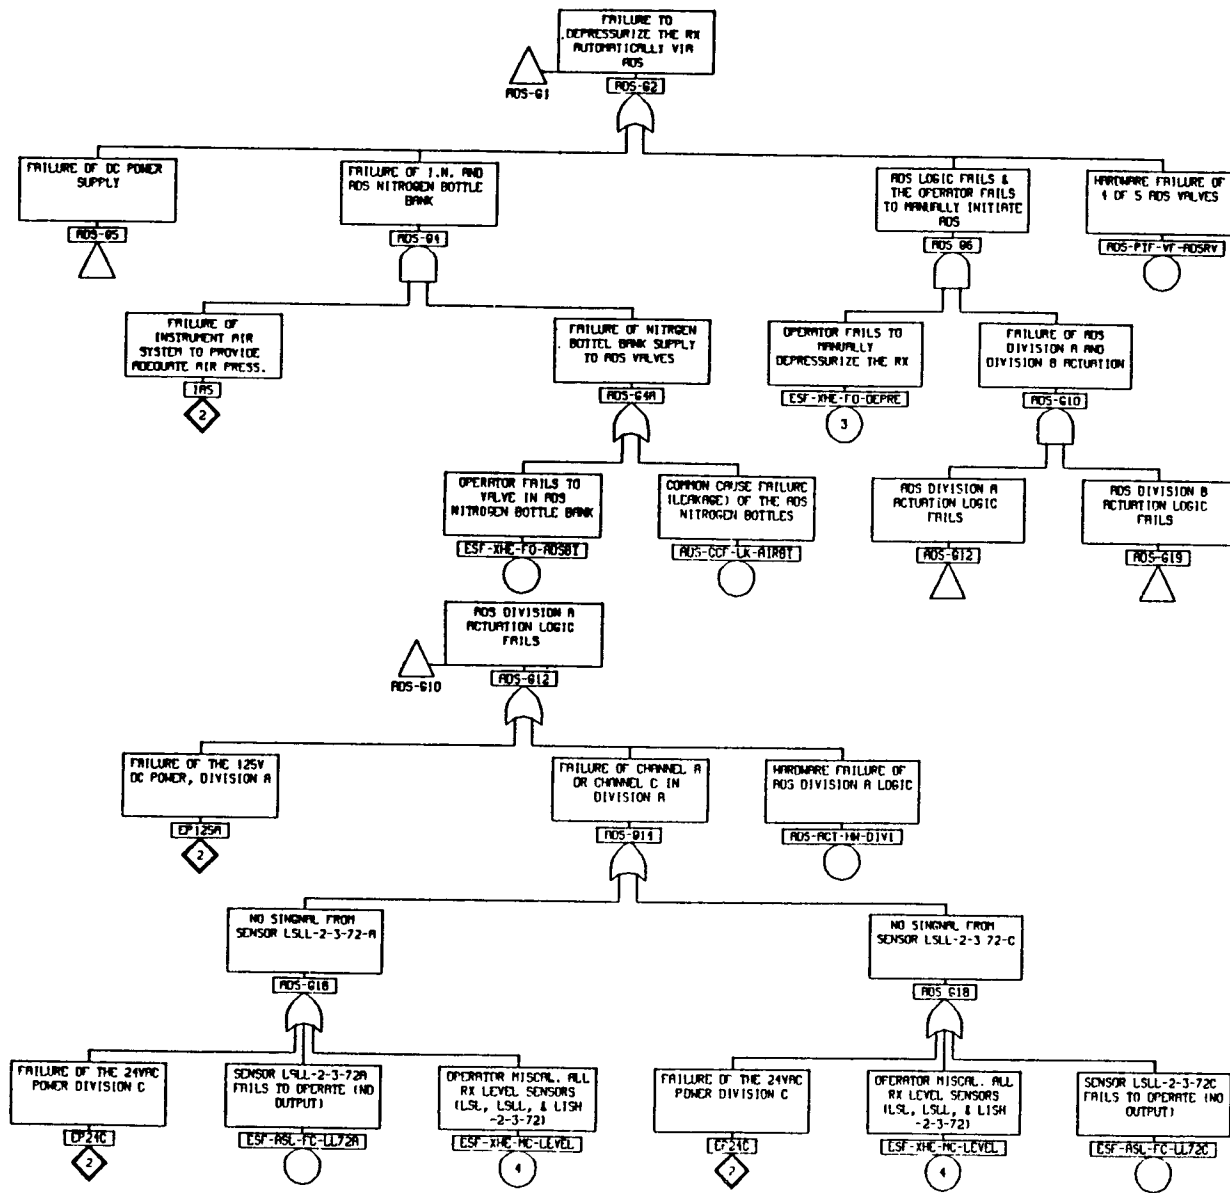 FAILURE TO
DEPRESSURIZE THE RX
AUTOMATICALLY VIA
ADS
ADS-G1
ADS-G2
FAILURE OF DC POWER
SUPPLY
ADS-G5
FAILURE OF I.N. AND
ADS NITROGEN BOTTLE
BANK
ADS-G4
ADS LOGIC FAILS &
THE OPERATOR FAILS
TO MANUALLY INITIATE
ADS
ADS G6
HARDWARE FAILURE OF
4 OF 5 ADS VALVES
ADS-PTF-VF-ADSRV
FAILURE OF
INSTRUMENT AIR
SYSTEM TO PROVIDE
ADEQUATE AIR PRESS.
IAS
2
FAILURE OF NITRGEN
BOTTEL BANK SUPPLY
TO ADS VALVES
ADS-G4A
OPERATOR FAILS TO
MANUALLY
DEPRESSURIZE THE RX
ESF-XHE-FO-DEPRE
3
FAILURE OF ADS
DIVISION A AND
DIVISION B ACTUATION
ADS-G10
OPERATOR FAILS TO
VALVE IN ADS
NITROGEN BOTTLE BANK
ESF-XHE-FO-ADSBT
COMMON CAUSE FAILURE
(LEAKAGE) OF THE ADS
NITROGEN BOTTLES
ADS-CCF-LK-AIRBT
ADS DIVISION A
ACTUATION LOGIC
FAILS
ADS-G12
ADS DIVISION B
ACTUATION LOGIC
FAILS
ADS-G19
ADS DIVISION A
ACTUATION LOGIC
FAILS
ADS-G10
ADS-G12
FAILURE OF THE 125V
DC POWER, DIVISION A
EP125A
2
FAILURE OF CHANNEL A
OR CHANNEL C IN
DIVISION A
ADS-G14
HARDWARE FAILURE OF
ADS DIVISION A LOGIC
ADS-ACT-HW-DIV1
NO SINGNAL FROM
SENSOR LSLL-2-3-72-A
ADS-G16
NO SINGNAL FROM
SENSOR LSLL-2-3 72-C
ADS G18
FAILURE OF THE 24VAC
POWER DIVISION C
EP24C
2
SENSOR LSLL-2-3-72A
FAILS TO OPERATE (NO
OUTPUT)
ESF-ASL-FC-LL72A
OPERATOR MISCAL. ALL
RX LEVEL SENSORS
(LSL, LSLL, & LISH
-2-3-72)
ESF-XHE-MC-LEVEL
4
FAILURE OF THE 24VAC
POWER DIVISION C
EP24C
2
OPERATOR MISCAL. ALL
RX LEVEL SENSORS
(LSL, LSLL, & LISH
-2-3-72)
ESF-XHE-MC-LEVEL
4
SENSOR LSLL-2-3-72C
FAILS TO OPERATE (NO
OUTPUT)
ESF-ASL-FC-LL72C